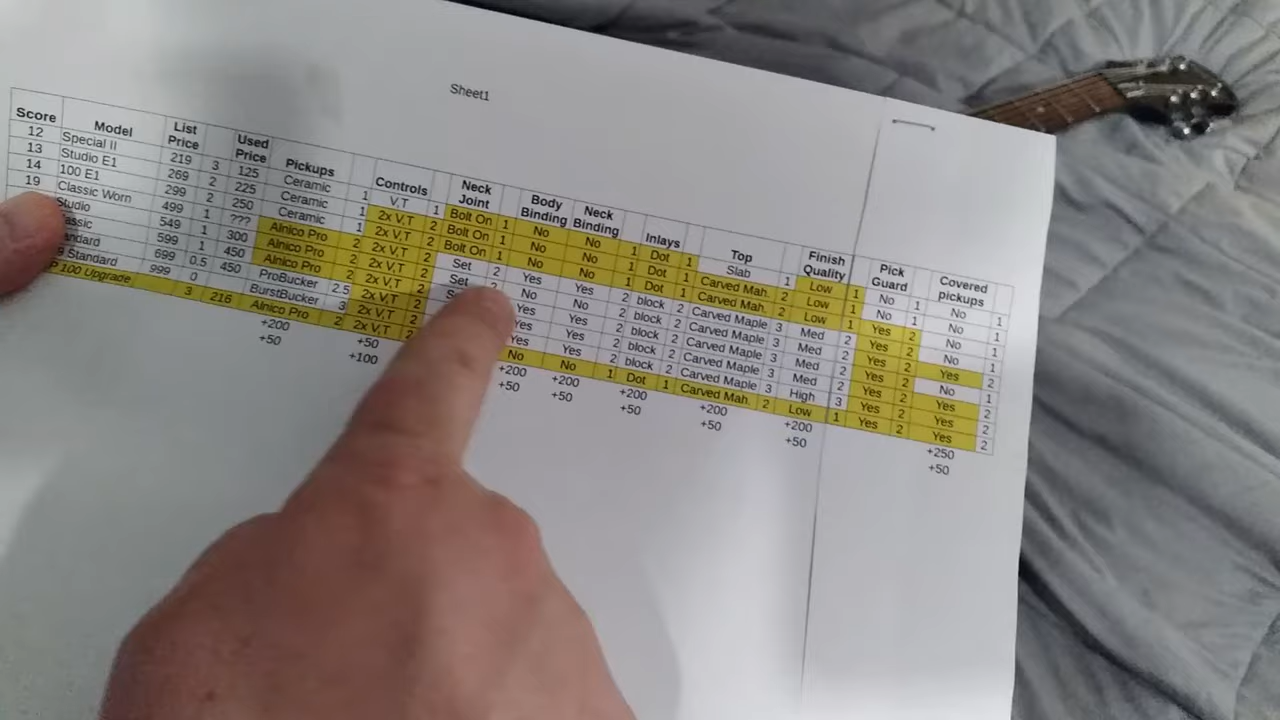 Sheet1
Score Model List Price Used Price Pickups Controls Neck Joint Body Binding Neck Binding Inlays Top Finish Quality Pick Guard Covered pickups
12 Special II 219 3 125 Ceramic 1 V,T 1 Bolt On 1 No No 1 Dot 1 Slab 1 Low 1 No 1 No 1
13 Studio E1 269 2 225 Ceramic 1 2x V,T 2 Bolt On 1 No No 1 Dot 1 Carved Mah. 2 Low 1 No 1 No 1
14 100 E1 299 2 250 Ceramic 1 2x V,T 2 Bolt On 1 No No 1 Dot 1 Carved Mah. 2 Low 1 Yes 2 No 1
19 Classic Worn 499 1 ??? Alnico Pro 2 2x V,T 2 Set 2 Yes Yes 2 block 2 Carved Maple 3 Med 2 Yes 2 Yes 2
Studio 549 1 300 Alnico Pro 2 2x V,T 2 Set 2 No No 2 block 2 Carved Maple 3 Med 2 Yes 2 No 1
599 1 450 Alnico Pro 2 2x V,T 2 Yes Yes 2 block 2 Carved Maple 3 Med 2 Yes 2 Yes 2
699 0.5 450 ProBucker 2.5 2x V,T Yes Yes 2 block 2 Carved Maple 3 Med 2 Yes 2 Yes 2
Standard 999 0 BurstBucker 3 2x V,T Yes Yes 2 block 2 Carved Maple 3 High 3 Yes 2 Yes 2
100 Upgrade 3 216 Alnico Pro 2 2x V,T 2 No No 1 Dot 1 Carved Mah. 2 Low 1 Yes 2 Yes 2
+200 +50 +200 +200 +200 +200 +200 +250
+50 +100 +50 +50 +50 +50 +50 +50